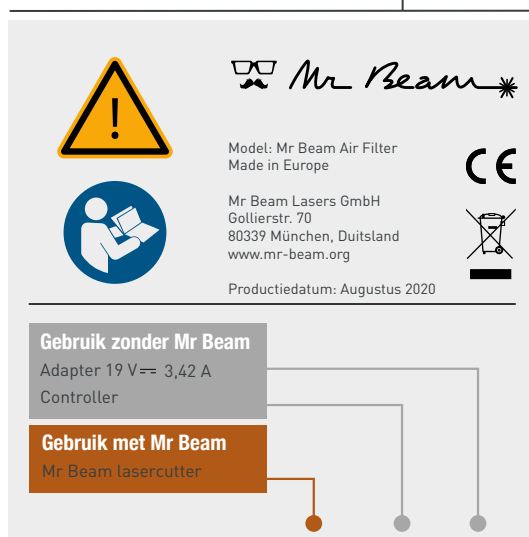 Mr Beam
Model: Mr Beam Air Filter
Made in Europe
CE
Mr Beam Lasers GmbH
Gollierstr. 70
80339 München, Duitsland
www.mr-beam.org
Productiedatum: Augustus 2020
Gebruik zonder Mr Beam
Adapter 19 V⎓ 3,42 A
Controller
Gebruik met Mr Beam
Mr Beam lasercutter